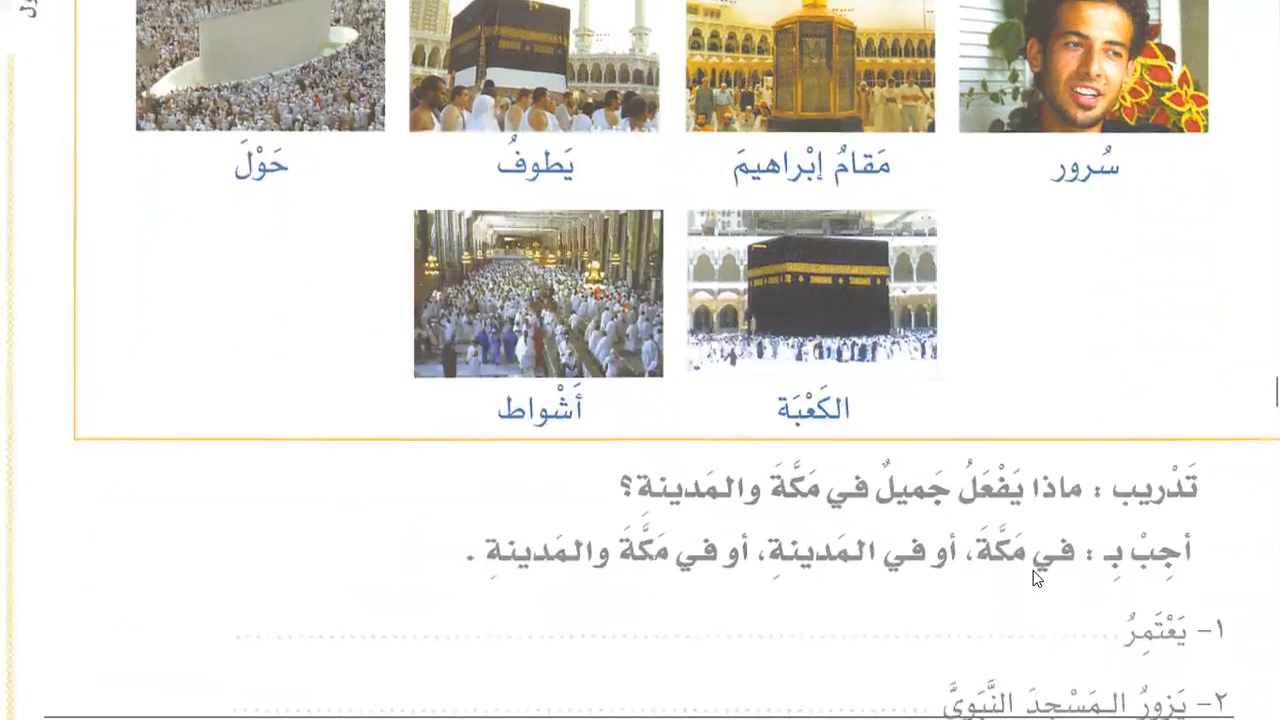 سُرور
مَقامُ إبْراهيمَ
يَطوفُ
حَوْلَ
الكَعْبَة
أَشْواط
تَدْريب : ماذا يَفْعَلُ جَميلٌ في مَكَّةَ والمَدينةِ؟
أجِبْ بِـ : في مَكَّةَ، أو في المَدينةِ، أو في مَكَّةَ والمَدينةِ .
١- يَعْتَمِرُ
٢- يَزورُ المَسْجِدَ النَّبَوِيَّ